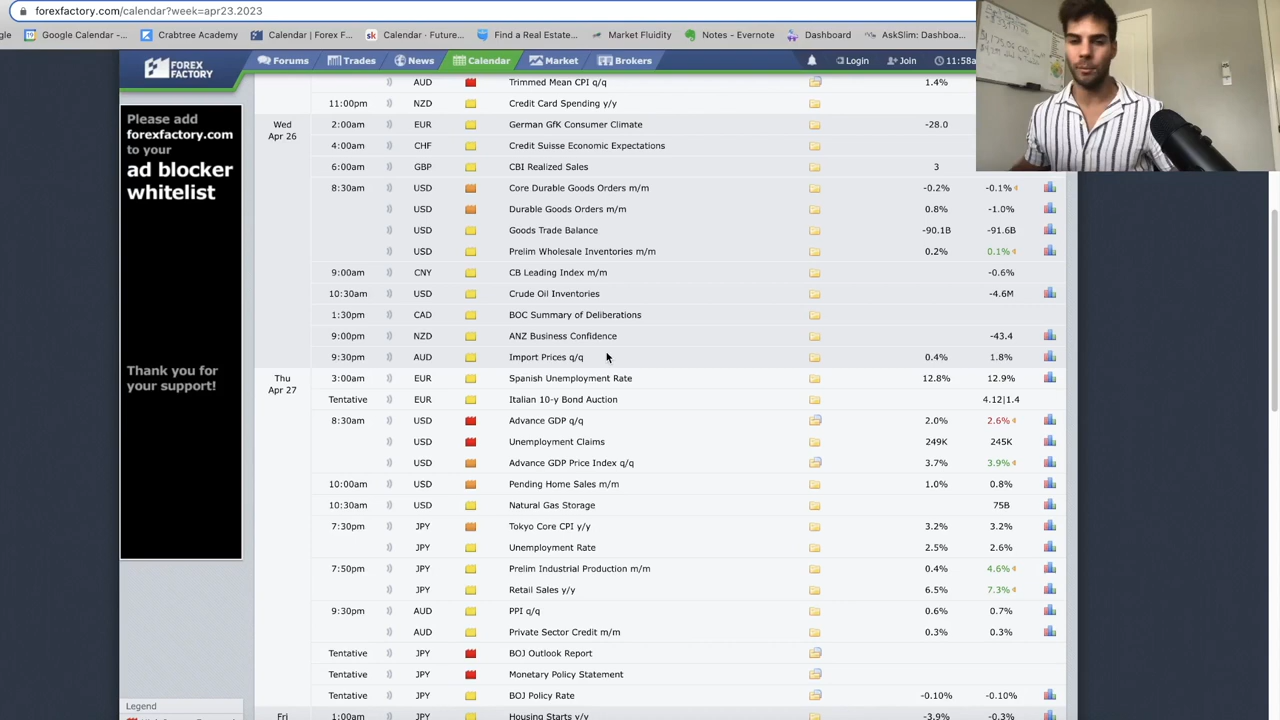 forexfactory.com/calendar?week=apr23.2023
gle Google Calendar -... Crabtree Academy Calendar | Forex F... Calendar · Future... Find a Real Estate... Market Fluidity Notes - Evernote Dashboard AskSlim: Dashboa...
FOREX FACTORY Forums Trades News Calendar Market Brokers Login Join 11:58a
Please add
forexfactory.com
to your
ad blocker
whitelist
Thank you for
your support!
Legend
AUD Trimmed Mean CPI q/q 1.4%
11:00pm NZD Credit Card Spending y/y
Wed Apr 26 2:00am EUR German GfK Consumer Climate -28.0
4:00am CHF Credit Suisse Economic Expectations
6:00am GBP CBI Realized Sales 3
8:30am USD Core Durable Goods Orders m/m -0.2% -0.1%
USD Durable Goods Orders m/m 0.8% -1.0%
USD Goods Trade Balance -90.1B -91.6B
USD Prelim Wholesale Inventories m/m 0.2% 0.1%
9:00am CNY CB Leading Index m/m -0.6%
10:30am USD Crude Oil Inventories -4.6M
1:30pm CAD BOC Summary of Deliberations
9:00pm NZD ANZ Business Confidence -43.4
9:30pm AUD Import Prices q/q 0.4% 1.8%
Thu Apr 27 3:00am EUR Spanish Unemployment Rate 12.8% 12.9%
Tentative EUR Italian 10-y Bond Auction 4.12|1.4
8:30am USD Advance GDP q/q 2.0% 2.6%
USD Unemployment Claims 249K 245K
USD Advance GDP Price Index q/q 3.7% 3.9%
10:00am USD Pending Home Sales m/m 1.0% 0.8%
10:30am USD Natural Gas Storage 75B
7:30pm JPY Tokyo Core CPI y/y 3.2% 3.2%
JPY Unemployment Rate 2.5% 2.6%
7:50pm JPY Prelim Industrial Production m/m 0.4% 4.6%
JPY Retail Sales y/y 6.5% 7.3%
9:30pm AUD PPI q/q 0.6% 0.7%
AUD Private Sector Credit m/m 0.3% 0.3%
Tentative JPY BOJ Outlook Report
Tentative JPY Monetary Policy Statement
Tentative JPY BOJ Policy Rate -0.10% -0.10%
Fri 1:00am JPY Housing Starts y/y -3.9% -0.3%